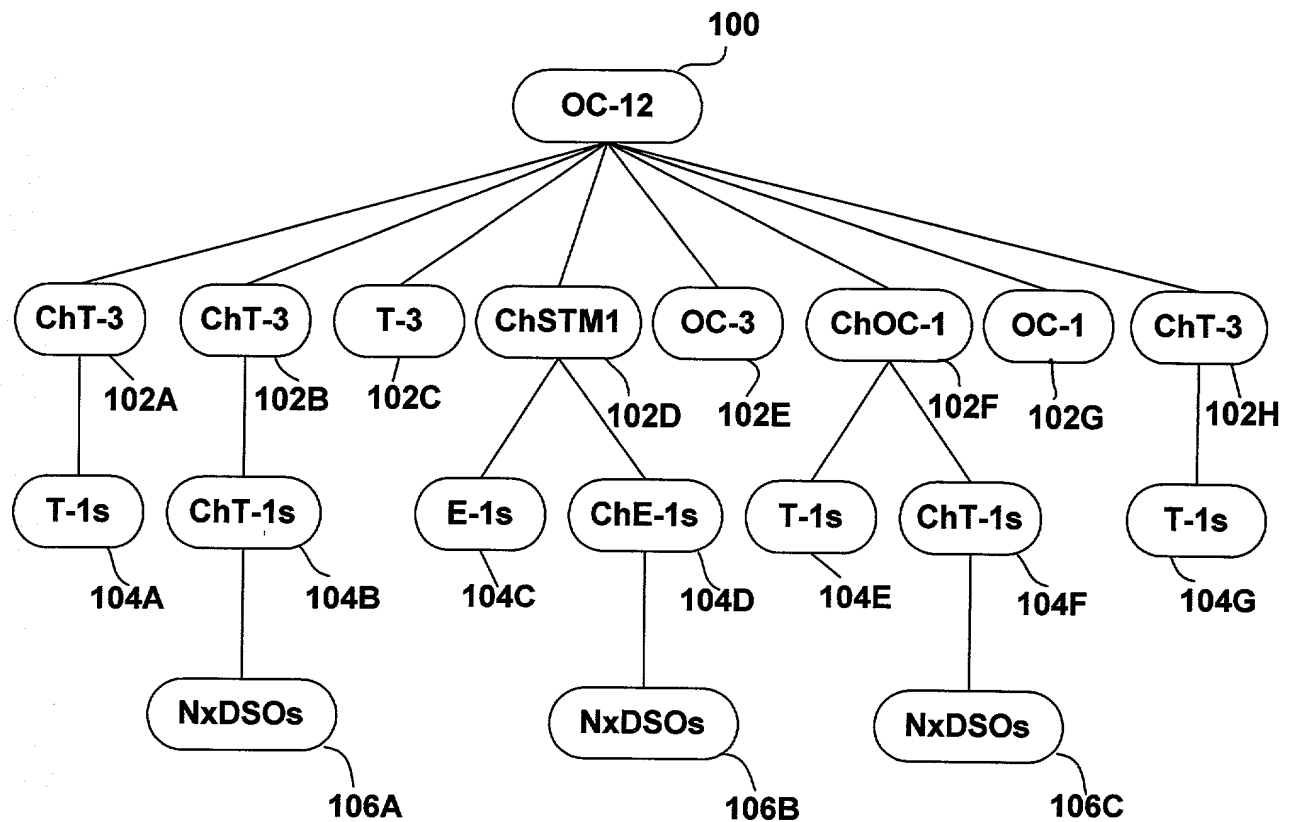 100
OC-12
ChT-3 ChT-3 T-3 ChSTM1 OC-3 ChOC-1 OC-1 ChT-3
102A 102B 102C 102D 102E 102F 102G 102H
T-1s ChT-1s E-1s ChE-1s T-1s ChT-1s T-1s
104A 104B 104C 104D 104E 104F 104G
NxDSOs NxDSOs NxDSOs
106A 106B 106C